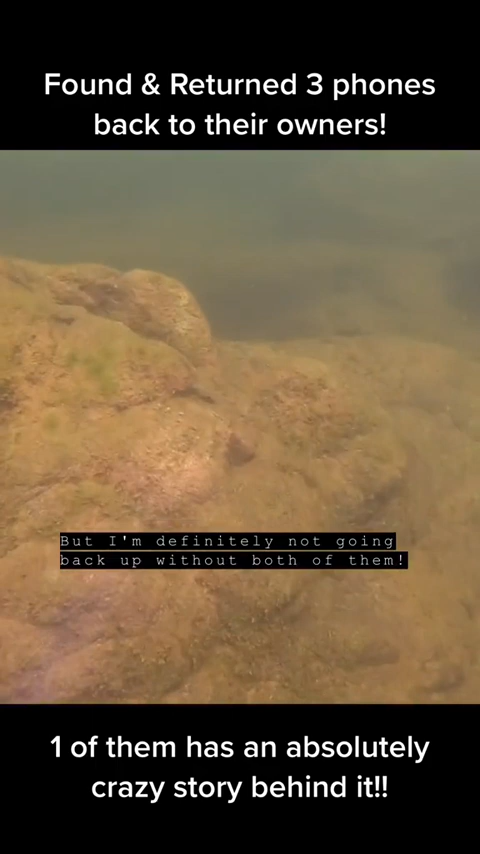 Found & Returned 3 phones
back to their owners!
But I'm definitely not going
back up without both of them!
1 of them has an absolutely
crazy story behind it!!